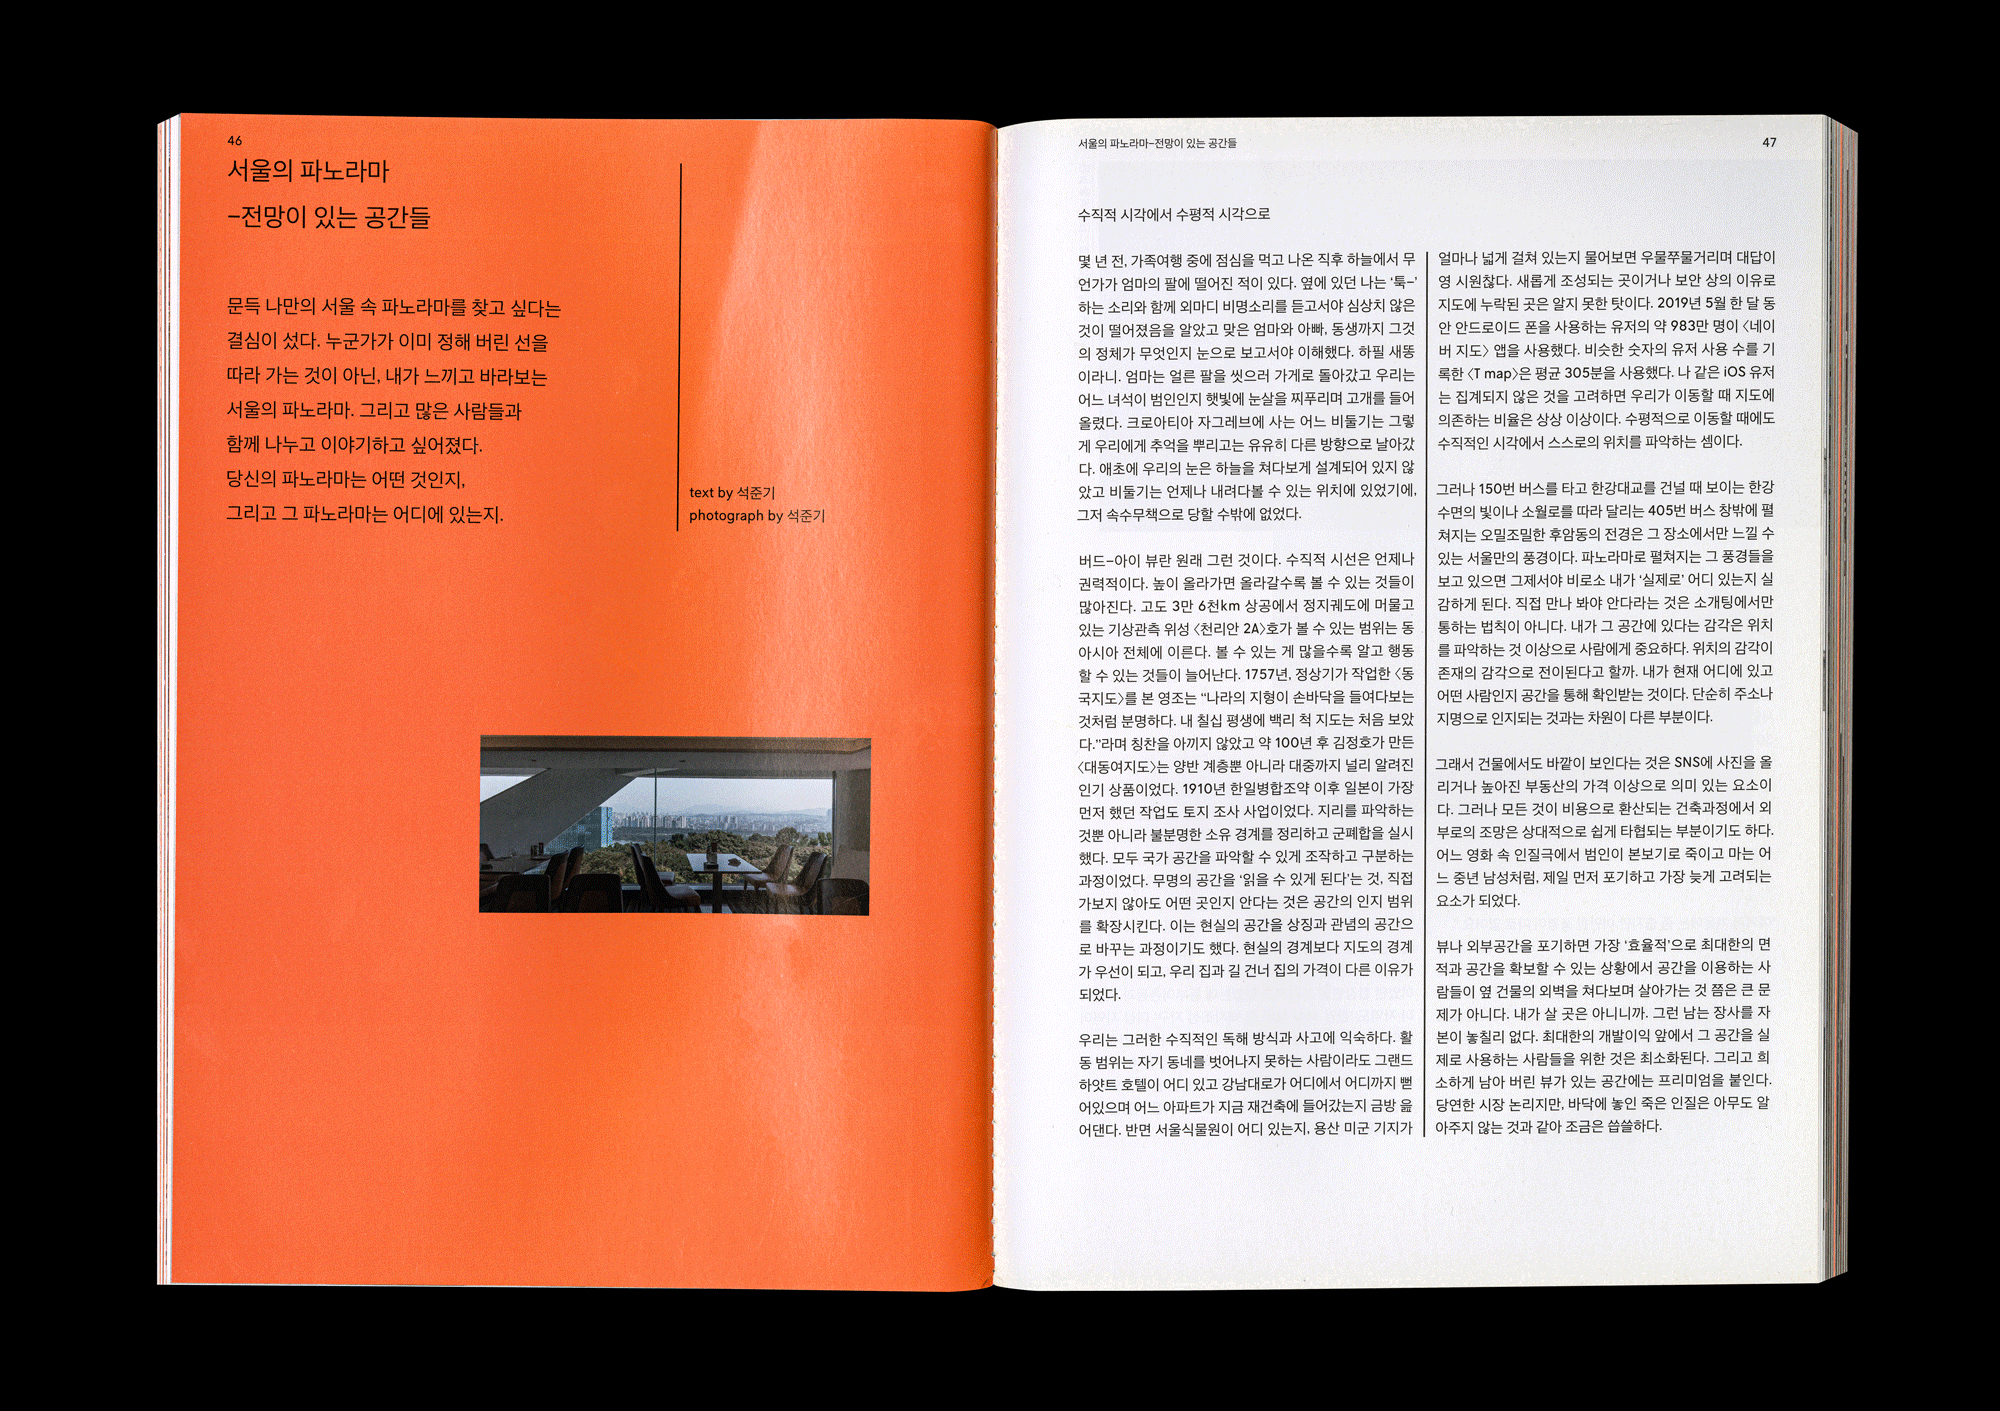 46
서울의 파노라마
–전망이 있는 공간들
문득 나만의 서울 속 파노라마를 찾고 싶다는
결심이 섰다. 누군가가 이미 정해 버린 선을
따라 가는 것이 아닌, 내가 느끼고 바라보는
서울의 파노라마. 그리고 많은 사람들과
함께 나누고 이야기하고 싶어졌다.
당신의 파노라마는 어떤 것인지,
그리고 그 파노라마는 어디에 있는지.
text by 석준기
photograph by 석준기
서울의 파노라마–전망이 있는 공간들
47
수직적 시각에서 수평적 시각으로
몇 년 전, 가족여행 중에 점심을 먹고 나온 직후 하늘에서 무
언가가 엄마의 팔에 떨어진 적이 있다. 옆에 있던 나는 ‘툭–’
하는 소리와 함께 외마디 비명소리를 듣고서야 심상치 않은
것이 떨어졌음을 알았고 맞은 엄마와 아빠, 동생까지 그것
의 정체가 무엇인지 눈으로 보고서야 이해했다. 하필 새똥
이라니. 엄마는 얼른 팔을 씻으러 가게로 돌아갔고 우리는
어느 녀석이 범인인지 햇빛에 눈살을 찌푸리며 고개를 들어
올렸다. 크로아티아 자그레브에 사는 어느 비둘기는 그렇
게 우리에게 추억을 뿌리고는 유유히 다른 방향으로 날아갔
다. 애초에 우리의 눈은 하늘을 쳐다보게 설계되어 있지 않
았고 비둘기는 언제나 내려다볼 수 있는 위치에 있었기에,
그저 속수무책으로 당할 수밖에 없었다.
버드–아이 뷰란 원래 그런 것이다. 수직적 시선은 언제나
권력적이다. 높이 올라가면 올라갈수록 볼 수 있는 것들이
많아진다. 고도 3만 6천km 상공에서 정지궤도에 머물고
있는 기상관측 위성 〈천리안 2A〉호가 볼 수 있는 범위는 동
아시아 전체에 이른다. 볼 수 있는 게 많을수록 알고 행동
할 수 있는 것들이 늘어난다. 1757년, 정상기가 작업한 〈동
국지도〉를 본 영조는 “나라의 지형이 손바닥을 들여다보는
것처럼 분명하다. 내 칠십 평생에 백리 척 지도는 처음 보았
다.”라며 칭찬을 아끼지 않았고 약 100년 후 김정호가 만든
〈대동여지도〉는 양반 계층뿐 아니라 대중까지 널리 알려진
인기 상품이었다. 1910년 한일병합조약 이후 일본이 가장
먼저 했던 작업도 토지 조사 사업이었다. 지리를 파악하는
것뿐 아니라 불분명한 소유 경계를 정리하고 군폐합을 실시
했다. 모두 국가 공간을 파악할 수 있게 조작하고 구분하는
과정이었다. 무명의 공간을 ‘읽을 수 있게 된다’는 것, 직접
가보지 않아도 어떤 곳인지 안다는 것은 공간의 인지 범위
를 확장시킨다. 이는 현실의 공간을 상징과 관념의 공간으
로 바꾸는 과정이기도 했다. 현실의 경계보다 지도의 경계
가 우선이 되고, 우리 집과 길 건너 집의 가격이 다른 이유가
되었다.
우리는 그러한 수직적인 독해 방식과 사고에 익숙하다. 활
동 범위는 자기 동네를 벗어나지 못하는 사람이라도 그랜드
하얏트 호텔이 어디 있고 강남대로가 어디에서 어디까지 뻗
어있으며 어느 아파트가 지금 재건축에 들어갔는지 금방 읊
어댄다. 반면 서울식물원이 어디 있는지, 용산 미군 기지가
얼마나 넓게 걸쳐 있는지 물어보면 우물쭈물거리며 대답이
영 시원찮다. 새롭게 조성되는 곳이거나 보안 상의 이유로
지도에 누락된 곳은 알지 못한 탓이다. 2019년 5월 한 달 동
안 안드로이드 폰을 사용하는 유저의 약 983만 명이 〈네이
버 지도〉 앱을 사용했다. 비슷한 숫자의 유저 사용 수를 기
록한 〈T map〉은 평균 305분을 사용했다. 나 같은 iOS 유저
는 집계되지 않은 것을 고려하면 우리가 이동할 때 지도에
의존하는 비율은 상상 이상이다. 수평적으로 이동할 때에도
수직적인 시각에서 스스로의 위치를 파악하는 셈이다.
그러나 150번 버스를 타고 한강대교를 건널 때 보이는 한강
수면의 빛이나 소월로를 따라 달리는 405번 버스 창밖에 펼
쳐지는 오밀조밀한 후암동의 전경은 그 장소에서만 느낄 수
있는 서울만의 풍경이다. 파노라마로 펼쳐지는 그 풍경들을
보고 있으면 그제서야 비로소 내가 ‘실제로’ 어디 있는지 실
감하게 된다. 직접 만나 봐야 안다라는 것은 소개팅에서만
통하는 법칙이 아니다. 내가 그 공간에 있다는 감각은 위치
를 파악하는 것 이상으로 사람에게 중요하다. 위치의 감각이
존재의 감각으로 전이된다고 할까. 내가 현재 어디에 있고
어떤 사람인지 공간을 통해 확인받는 것이다. 단순히 주소나
지명으로 인지되는 것과는 차원이 다른 부분이다.
그래서 건물에서도 바깥이 보인다는 것은 SNS에 사진을 올
리거나 높아진 부동산의 가격 이상으로 의미 있는 요소이
다. 그러나 모든 것이 비용으로 환산되는 건축과정에서 외
부로의 조망은 상대적으로 쉽게 타협되는 부분이기도 하다.
어느 영화 속 인질극에서 범인이 본보기로 죽이고 마는 어
느 중년 남성처럼, 제일 먼저 포기하고 가장 늦게 고려되는
요소가 되었다.
뷰나 외부공간을 포기하면 가장 ‘효율적’으로 최대한의 면
적과 공간을 확보할 수 있는 상황에서 공간을 이용하는 사
람들이 옆 건물의 외벽을 쳐다보며 살아가는 것 쯤은 큰 문
제가 아니다. 내가 살 곳은 아니니까. 그런 남는 장사를 자
본이 놓칠리 없다. 최대한의 개발이익 앞에서 그 공간을 실
제로 사용하는 사람들을 위한 것은 최소화된다. 그리고 희
소하게 남아 버린 뷰가 있는 공간에는 프리미엄을 붙인다.
당연한 시장 논리지만, 바닥에 놓인 죽은 인질은 아무도 알
아주지 않는 것과 같아 조금은 씁쓸하다.